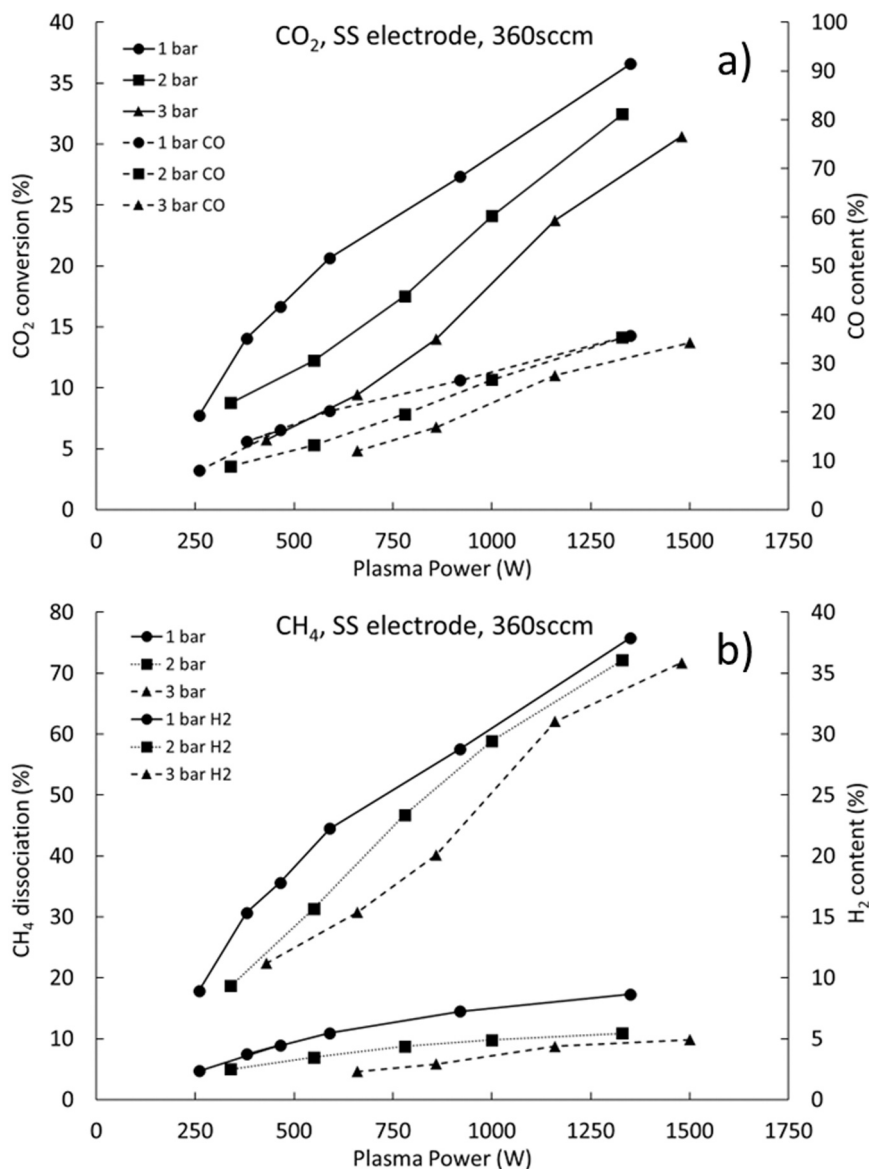 CO₂, SS electrode, 360sccm
a)
1 bar
2 bar
3 bar
1 bar CO
2 bar CO
3 bar CO
40
35
30
25
20
15
10
5
0
CO₂ conversion (%)
100
90
80
70
60
50
40
30
20
10
0
CO content (%)
0 250 500 750 1000 1250 1500 1750
Plasma Power (W)
CH₄, SS electrode, 360sccm
b)
1 bar
2 bar
3 bar
1 bar H2
2 bar H2
3 bar H2
80
70
60
50
40
30
20
10
0
CH₄ dissociation (%)
40
35
30
25
20
15
10
5
0
H₂ content (%)
0 250 500 750 1000 1250 1500 1750
Plasma Power (W)